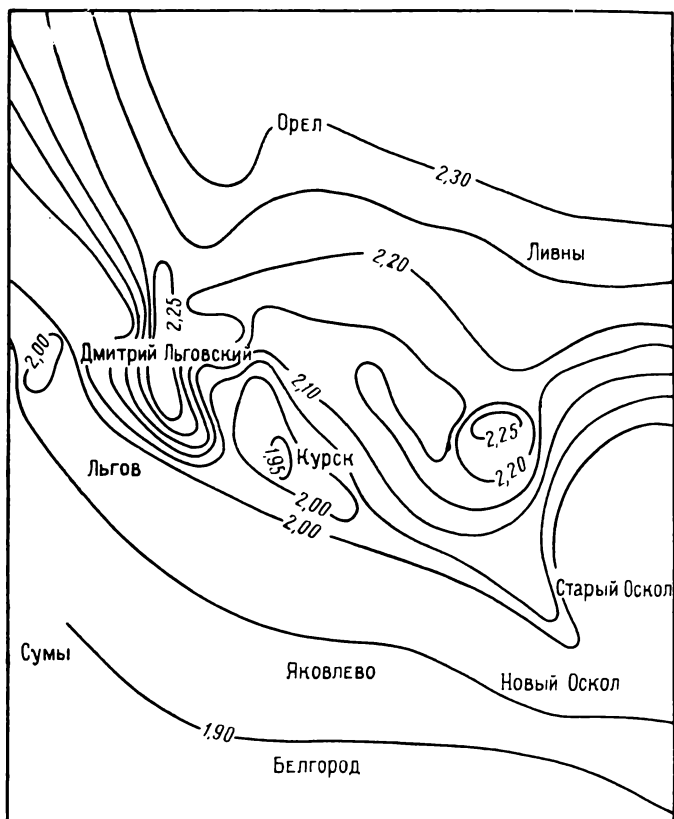 Орел
2,30
Ливны
2,20
2,25
2,00
Дмитрий Льговский
2,10
2,25
1,95
Курск
Льгов
2,20
2,00
2,00
Старый Оскол
Сумы
Яковлево
Новый Оскол
1,90
Белгород